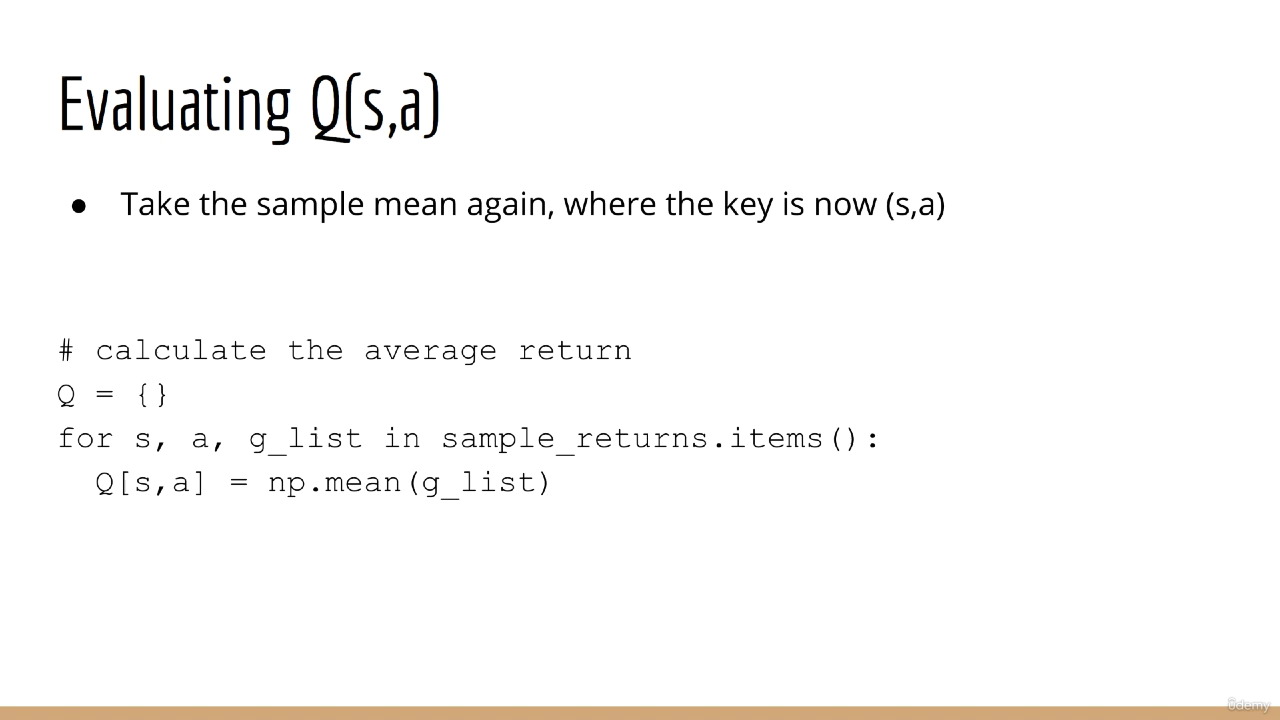 Evaluating Q(s,a)
● Take the sample mean again, where the key is now (s,a)
# calculate the average return
Q = {}
for s, a, g_list in sample_returns.items():
  Q[s,a] = np.mean(g_list)
ûdemy